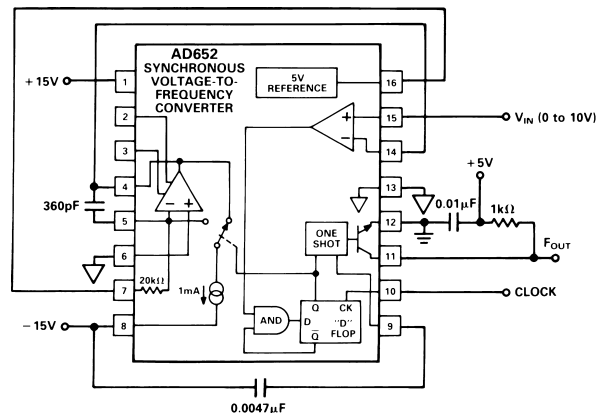 AD652
SYNCHRONOUS
VOLTAGE-TO-
FREQUENCY
CONVERTER
5V
REFERENCE
+15V
1
2
3
4
5
6
7
8
16
15
14
13
12
11
10
9
VIN (0 to 10V)
+5V
360pF
0.01μF
1kΩ
FOUT
ONE
SHOT
20kΩ
1mA
CLOCK
AND
Q
CK
D
"D"
FLOP
Q̅
−15V
0.0047μF
+
−
−
+